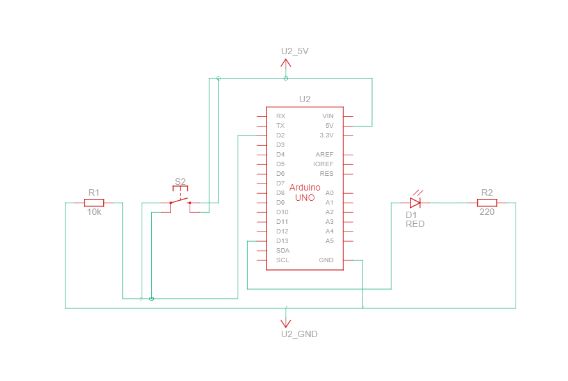 U2_5V
U2
RX
TX
D2
D3
D4
D5
D6
D7
D8
D9
D10
D11
D12
D13
SDA
SCL
VIN
5V
3.3V
AREF
IOREF
RES
A0
A1
A2
A3
A4
A5
GND
Arduino
UNO
R1
10k
S2
D1
RED
R2
220
U2_GND